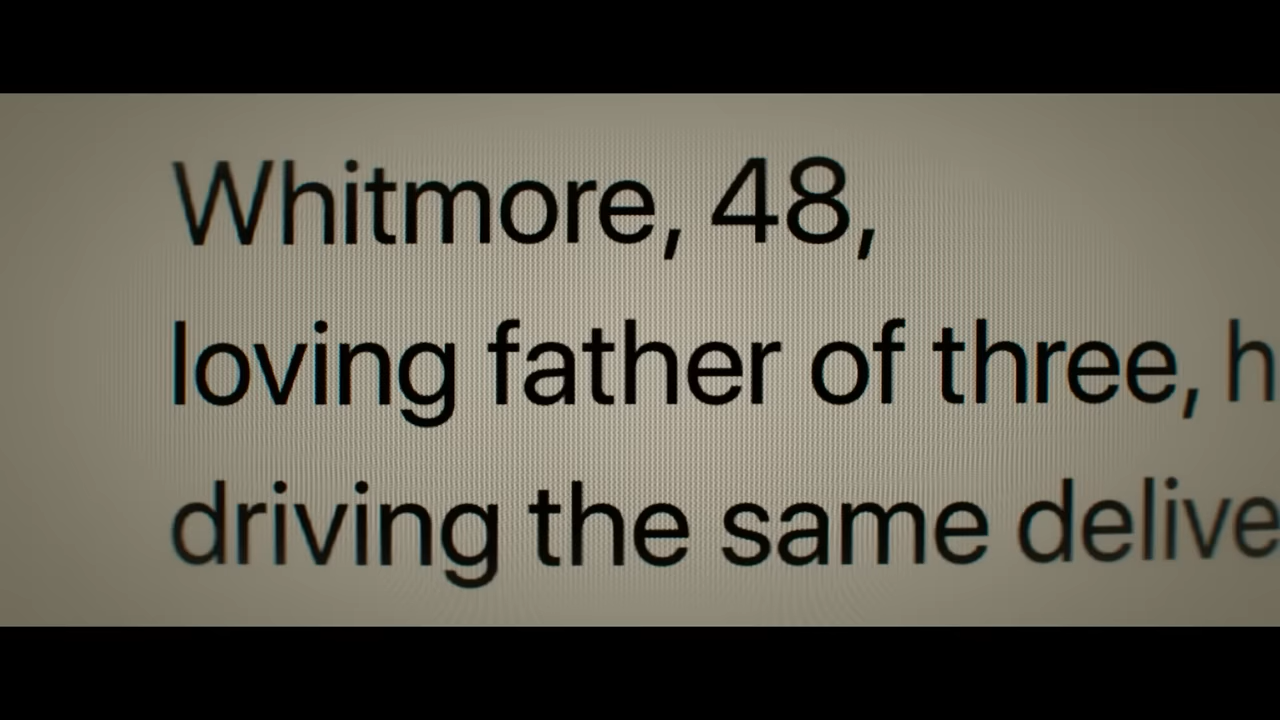 Whitmore, 48,
loving father of three, h
driving the same delive